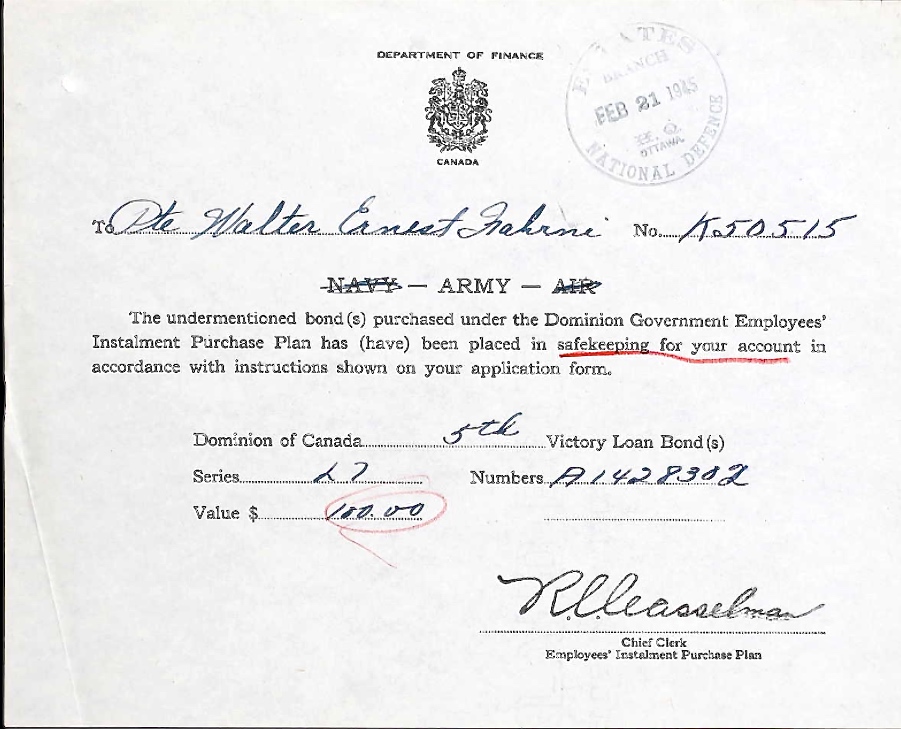 DEPARTMENT OF FINANCE
CANADA
ESTATES
BRANCH
FEB 21 1945
H.Q.
OTTAWA
NATIONAL DEFENCE
To Pte Walter Ernest Fahrni No. K50515
NAVY — ARMY — AIR
The undermentioned bond(s) purchased under the Dominion Government Employees'
Instalment Purchase Plan has (have) been placed in safekeeping for your account in
accordance with instructions shown on your application form.
Dominion of Canada 5th Victory Loan Bond(s)
Series L7 Numbers A1428302
Value $ 100.00
Chief Clerk
Employees' Instalment Purchase Plan